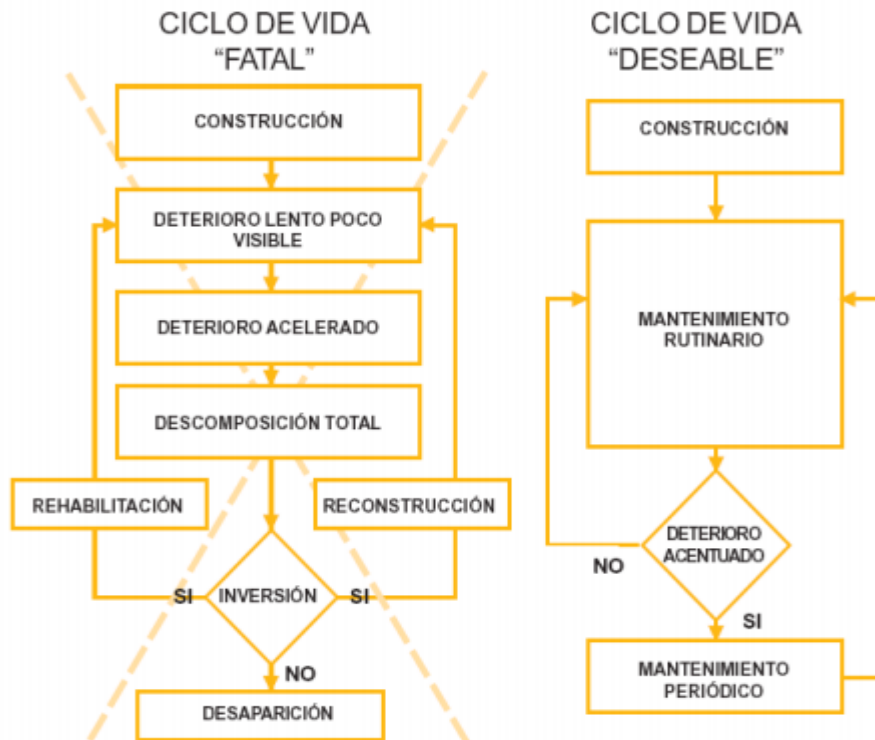 CICLO DE VIDA
“FATAL”
CONSTRUCCIÓN
DETERIORO LENTO POCO
VISIBLE
DETERIORO ACELERADO
DESCOMPOSICIÓN TOTAL
REHABILITACIÓN
RECONSTRUCCIÓN
SI
INVERSIÓN
SI
NO
DESAPARICIÓN
CICLO DE VIDA
“DESEABLE”
CONSTRUCCIÓN
MANTENIMIENTO
RUTINARIO
DETERIORO
ACENTUADO
NO
SI
MANTENIMIENTO
PERIÓDICO